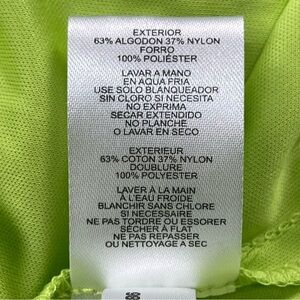 EXTERIOR
63% ALGODON 37% NYLON
FORRO
100% POLIÉSTER
LAVAR A MANO
EN AQUA FRIA
USE SOLO BLANQUEADOR
SIN CLORO SI NECESITA
NO EXPRIMA
SECAR EXTENDIDO
NO PLANCHE
O LAVAR EN SECO
EXTERIEUR
63% COTON 37% NYLON
DOUBLURE
100% POLYESTER
LAVER À LA MAIN
À L'EAU FROIDE
BLANCHIR SANS CHLORE
SI NECESSAIRE
NE PAS TORDRE OU ESSORER
SÉCHER À FLAT
NE PAS REPASSER
OU NETTOYAGE A SEC